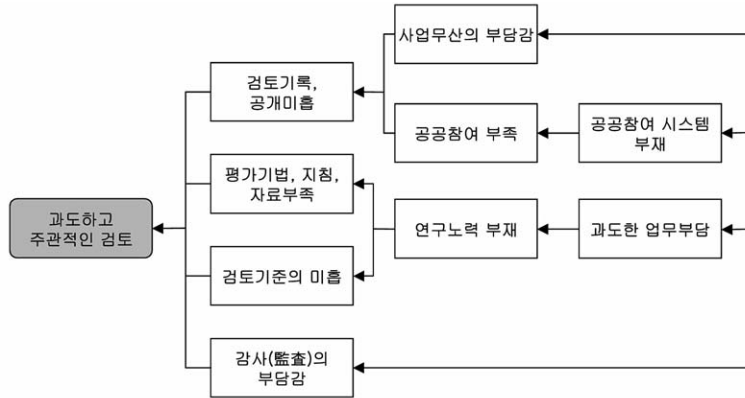 사업무산의 부담감
검토기록,
공개미흡
공공참여 부족
공공참여 시스템
부재
평가기법, 지침,
자료부족
과도하고
주관적인 검토
연구노력 부재
과도한 업무부담
검토기준의 미흡
감사(監査)의
부담감